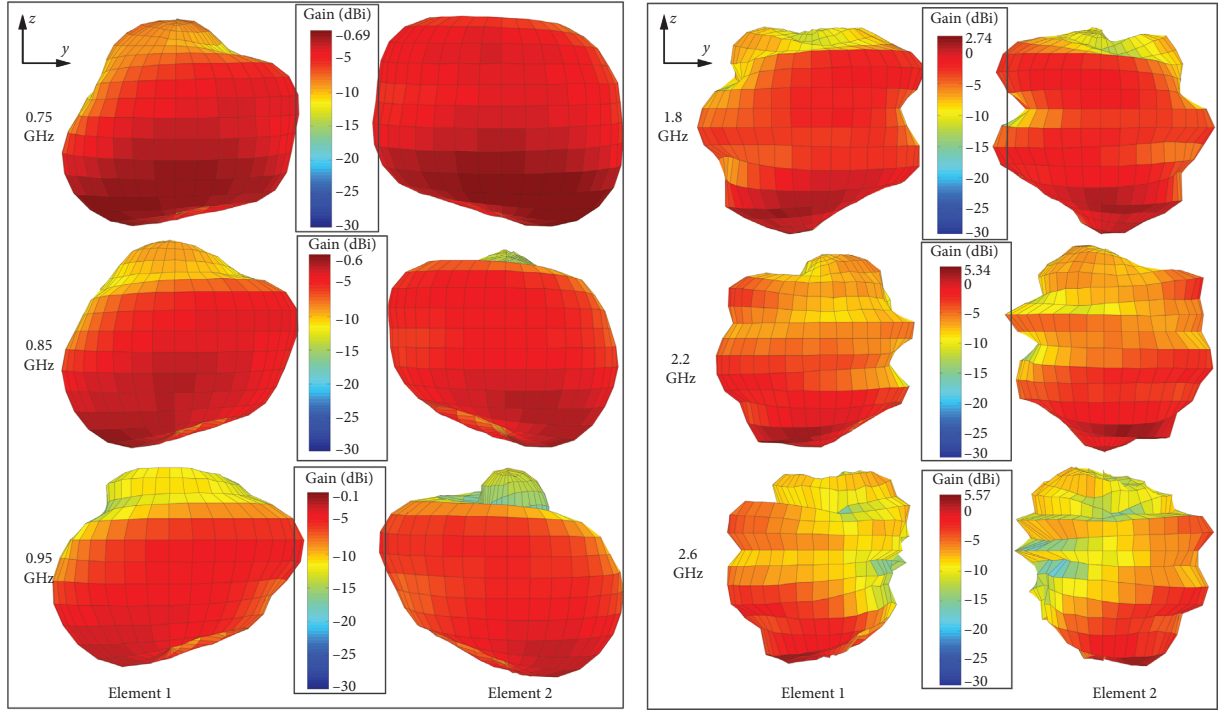 z
y
0.75
GHz
Gain (dBi)
−0.69
−5
−10
−15
−20
−25
−30
0.85
GHz
Gain (dBi)
−0.6
−5
−10
−15
−20
−25
−30
0.95
GHz
Gain (dBi)
−0.1
−5
−10
−15
−20
−25
−30
Element 1
Element 2
z
y
1.8
GHz
Gain (dBi)
2.74
0
−5
−10
−15
−20
−25
−30
2.2
GHz
Gain (dBi)
5.34
0
−5
−10
−15
−20
−25
−30
2.6
GHz
Gain (dBi)
5.57
0
−5
−10
−15
−20
−25
−30
Element 1
Element 2